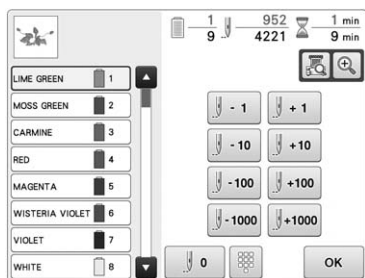 1 952 1 min
9 4221 9 min
LIME GREEN 1
MOSS GREEN 2
CARMINE 3
RED 4
MAGENTA 5
WISTERIA VIOLET 6
VIOLET 7
WHITE 8
- 1 + 1
- 10 +10
-100 +100
-1000 +1000
0 OK